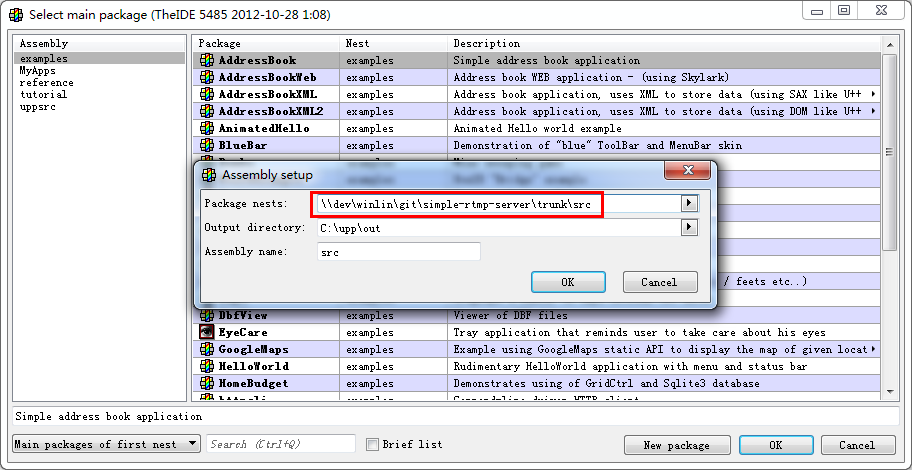 Select main package (TheIDE 5485 2012-10-28 1:08)
Assembly
examples
MyApps
reference
tutorial
uppsrc
Package Nest Description
AddressBook examples Simple address book application
AddressBookWeb examples Address book WEB application - (using Skylark)
AddressBookXML examples Address book application, uses XML to store data (using SAX like U++
AddressBookXML2 examples Address book application, uses XML to store data (using DOM like U++
AnimatedHello examples Animated Hello world example
BlueBar examples Demonstration of "blue" ToolBar and MenuBar skin
Assembly setup
Package nests: \\dev\winlin\git\simple-rtmp-server\trunk\src
Output directory: C:\upp\out
Assembly name: src
OK Cancel
/ feets etc..)
DbfView examples Viewer of DBF files
EyeCare examples Tray application that reminds user to take care about his eyes
GoogleMaps examples Example using GoogleMaps static API to display the map of given locat
HelloWorld examples Rudimentary HelloWorld application with menu and status bar
HomeBudget examples Demonstrates using of GridCtrl and Sqlite3 database
Simple address book application
Main packages of first nest Search (Ctrl+Q) Brief list New package OK Cancel